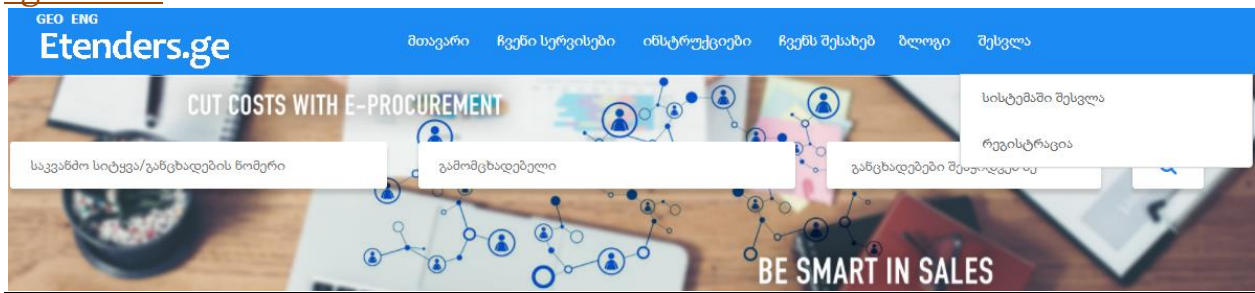 GEO ENG
Etenders.ge
მთავარი ჩვენი სერვისები ინსტრუქციები ჩვენს შესახებ ბლოგი შესვლა
CUT COSTS WITH E-PROCUREMENT
სისტემაში შესვლა
რეგისტრაცია
საკვანძო სიტყვა/განცხადების ნომერი
გამომცხადებელი
განცხადებები
BE SMART IN SALES